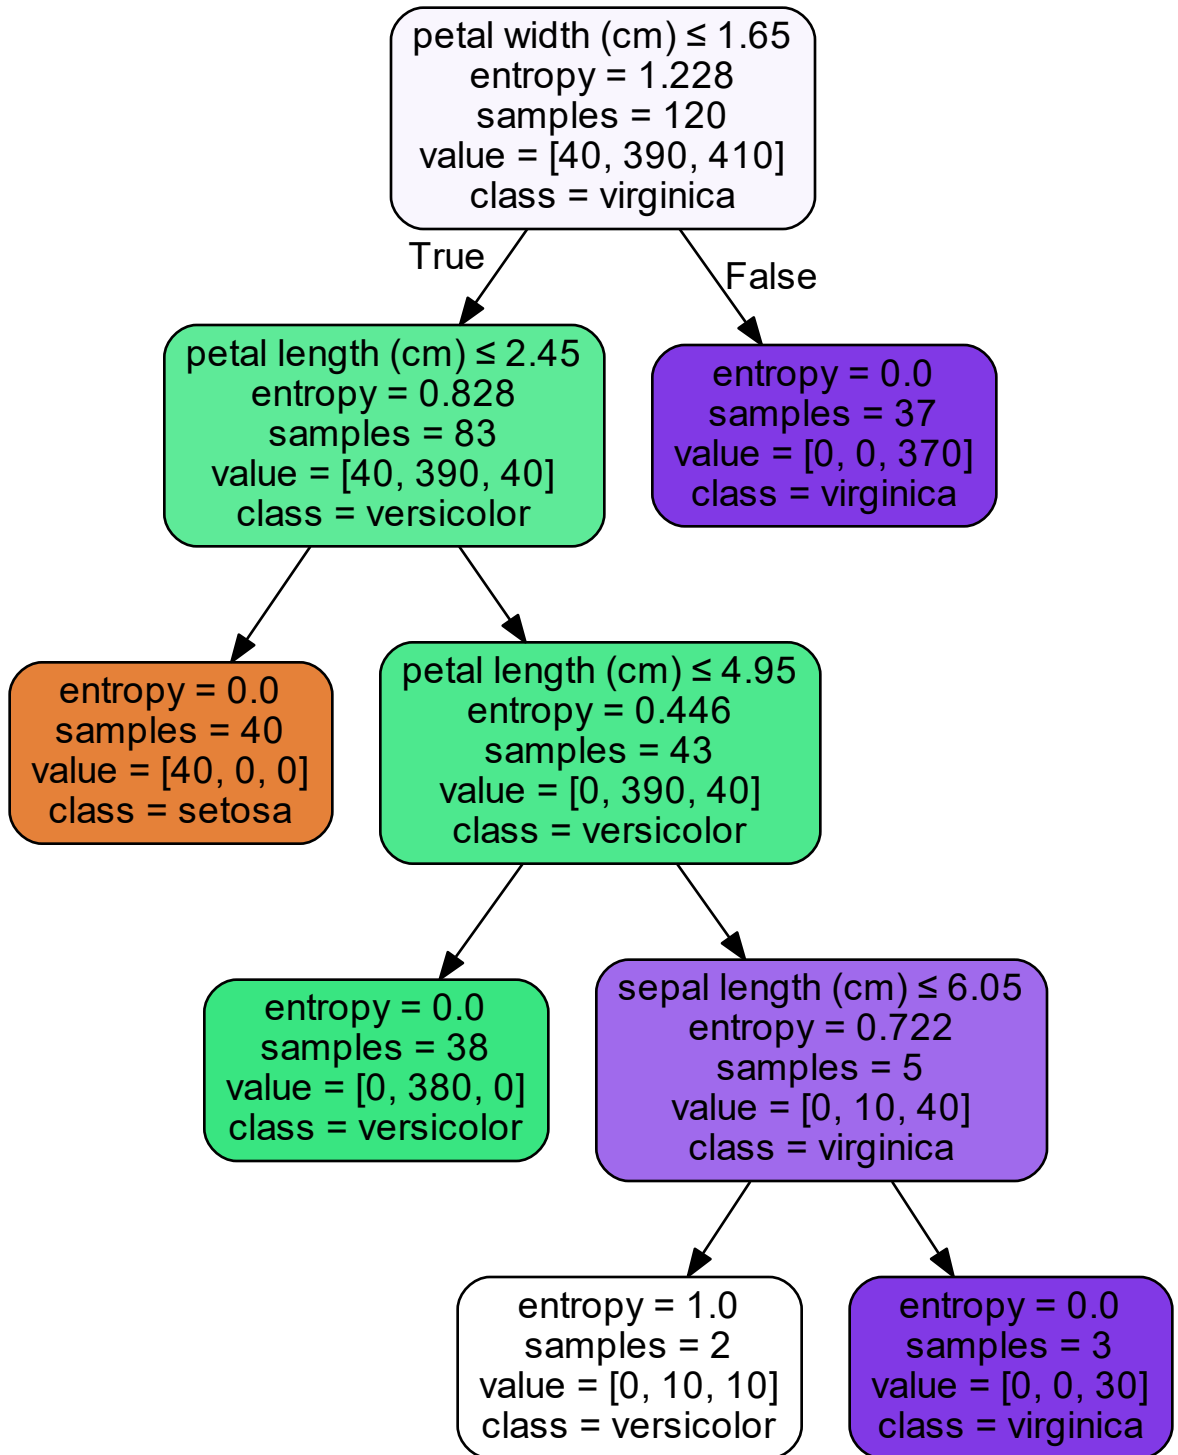 petal width (cm) ≤ 1.65
entropy = 1.228
samples = 120
value = [40, 390, 410]
class = virginica
True
False
petal length (cm) ≤ 2.45
entropy = 0.828
samples = 83
value = [40, 390, 40]
class = versicolor
entropy = 0.0
samples = 37
value = [0, 0, 370]
class = virginica
entropy = 0.0
samples = 40
value = [40, 0, 0]
class = setosa
petal length (cm) ≤ 4.95
entropy = 0.446
samples = 43
value = [0, 390, 40]
class = versicolor
entropy = 0.0
samples = 38
value = [0, 380, 0]
class = versicolor
sepal length (cm) ≤ 6.05
entropy = 0.722
samples = 5
value = [0, 10, 40]
class = virginica
entropy = 1.0
samples = 2
value = [0, 10, 10]
class = versicolor
entropy = 0.0
samples = 3
value = [0, 0, 30]
class = virginica